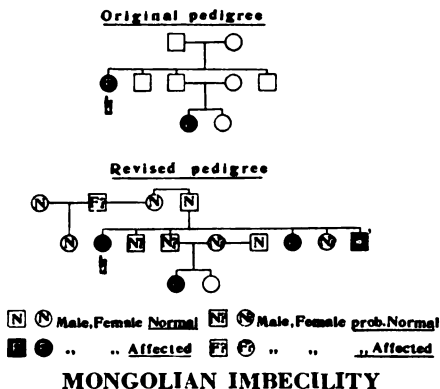 Original pedigree
Revised pedigree
N F? N N
N N? N? N? N N?
N N Male, Female Normal N? N? Male, Female prob. Normal
„ „ Affected F? F? „ „ „ Affected
MONGOLIAN IMBECILITY